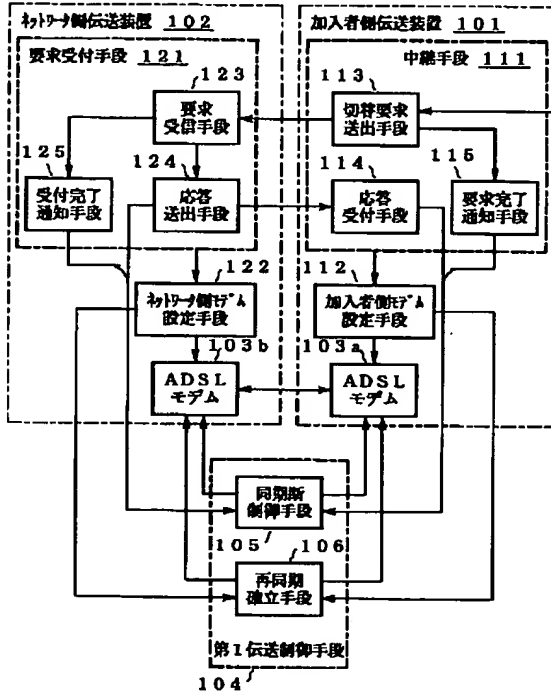 ネットワーク側伝送装置 102
要求受付手段 121
123
要求
受信手段
125
受付完了
通知手段
124
応答
送出手段
122
ネットワーク側モデム
設定手段
103b
ADSL
モデム
加入者側伝送装置 101
中継手段 111
113
切替要求
送出手段
114
応答
受付手段
115
要求完了
通知手段
112
加入者側モデム
設定手段
103a
ADSL
モデム
同期断
制御手段
105
106
再同期
確立手段
第1伝送制御手段
104